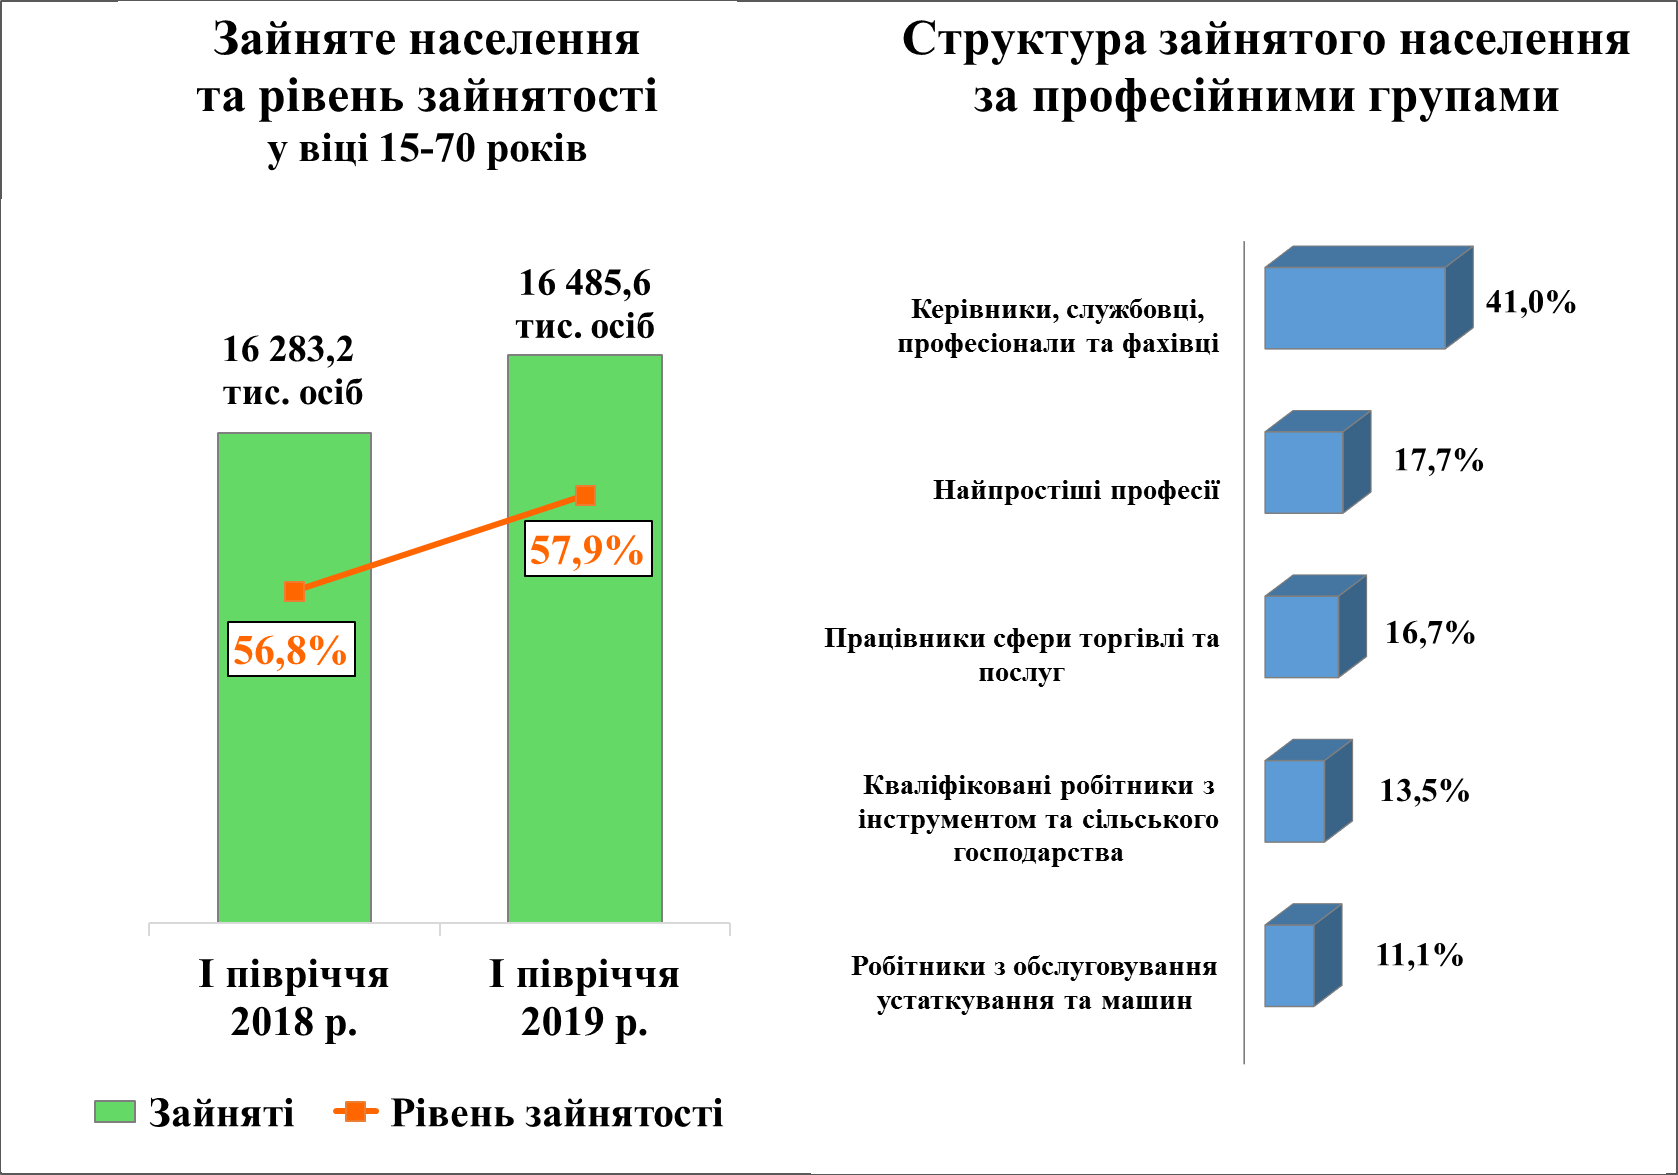 Зайняте населення
та рівень зайнятості
у віці 15-70 років
16 283,2
тис. осіб
16 485,6
тис. осіб
56,8%
57,9%
І півріччя
2018 р.
І півріччя
2019 р.
Зайняті
Рівень зайнятості
Структура зайнятого населення
за професійними групами
Керівники, службовці,
професіонали та фахівці
41,0%
Найпростіші професії
17,7%
Працівники сфери торгівлі та
послуг
16,7%
Кваліфіковані робітники з
інструментом та сільського
господарства
13,5%
Робітники з обслуговування
устаткування та машин
11,1%